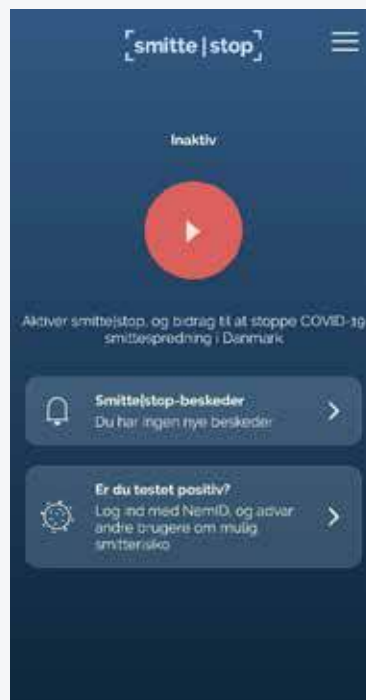 smitte|stop
Inaktiv
Aktiver smitte|stop, og bidrag til at stoppe COVID-19
smittespredning i Danmark
Smitte|stop-beskeder
Du har ingen nye beskeder
Er du testet positiv?
Log ind med NemID, og advar
andre brugere om mulig
smitterisiko